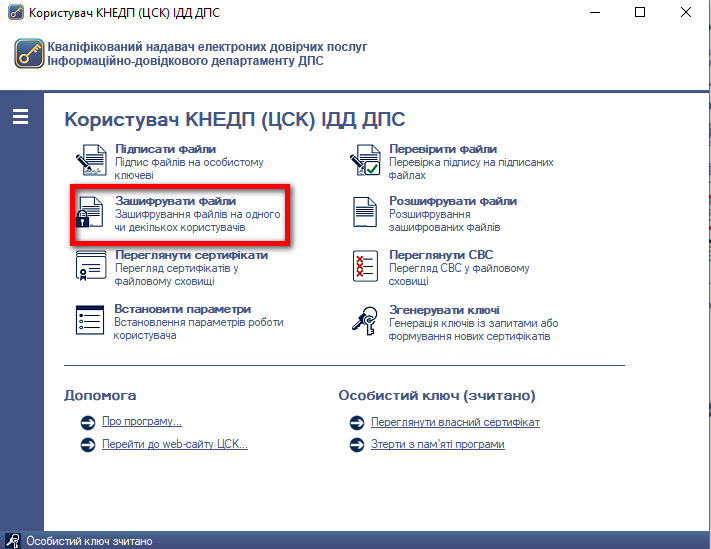 Користувач КНЕДП (ЦСК) ІДД ДПС
Кваліфікований надавач електроних довірчих послуг
Інформаційно-довідкового департаменту ДПС
Користувач КНЕДП (ЦСК) ІДД ДПС
Підписати файли
Підпис файлів на особистому
ключеві
Перевірити файли
Перевірка підпису на підписаних
файлах
Зашифрувати файли
Зашифрування файлів на одного
чи декількох користувачів
Розшифрувати файли
Розшифрування
зашифрованих файлів
Переглянути сертифікати
Перегляд сертифікатів у
файловому сховищі
Переглянути СВС
Перегляд СВС у файловому
сховищі
Встановити параметри
Встановлення параметрів роботи
користувача
Згенерувати ключі
Генерація ключів із запитами або
формування нових сертифікатів
Допомога
Про програму...
Перейти до web-сайту ЦСК...
Особистий ключ (зчитано)
Переглянути власний сертифікат
Зтерти з пам'яті програми
Особистий ключ зчитано